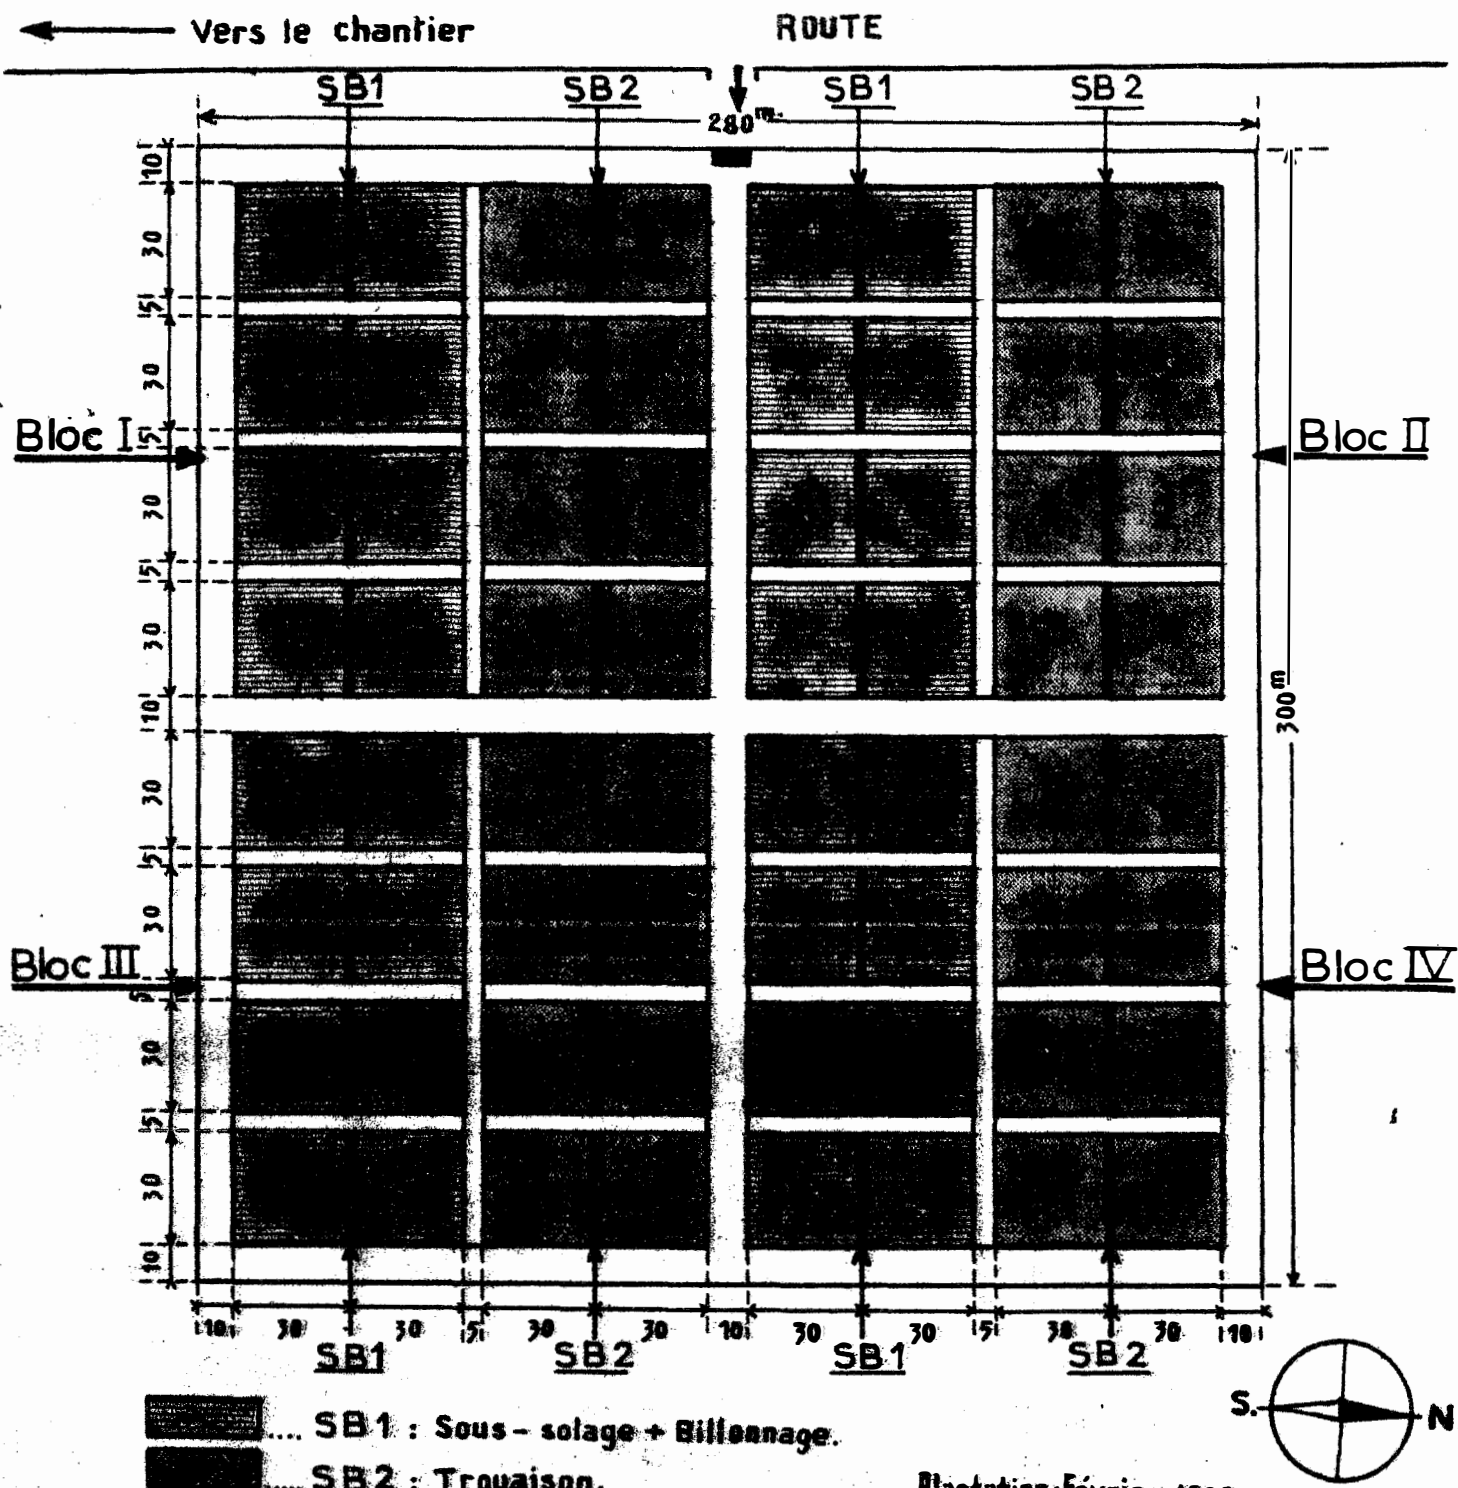 Vers le chantier ROUTE
SB1 SB2 SB1 SB2
280m.
10
30
5
30
Bloc I 5 Bloc II
30
5
30
10 300m
30
5
30
Bloc III 5 Bloc IV
30
5
30
10
10 30 30 5 30 30 10 30 30 5 30 30 10
SB1 SB2 SB1 SB2
S. N
.... SB1 : Sous-solage + Billonnage.
.... SB2 : Trouaison.
Plantation: Février